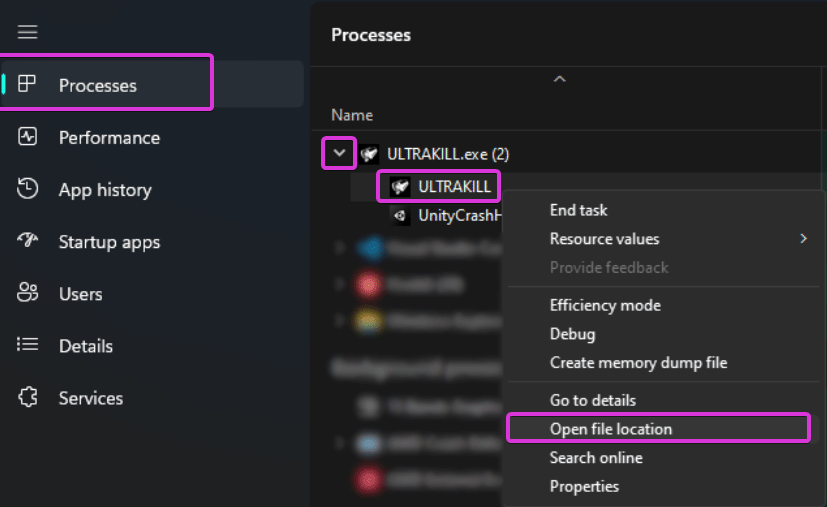 Processes
Performance
App history
Startup apps
Users
Details
Services
Processes
Name
ULTRAKILL.exe (2)
ULTRAKILL
UnityCrashH
End task
Resource values
Provide feedback
Efficiency mode
Debug
Create memory dump file
Go to details
Open file location
Search online
Properties